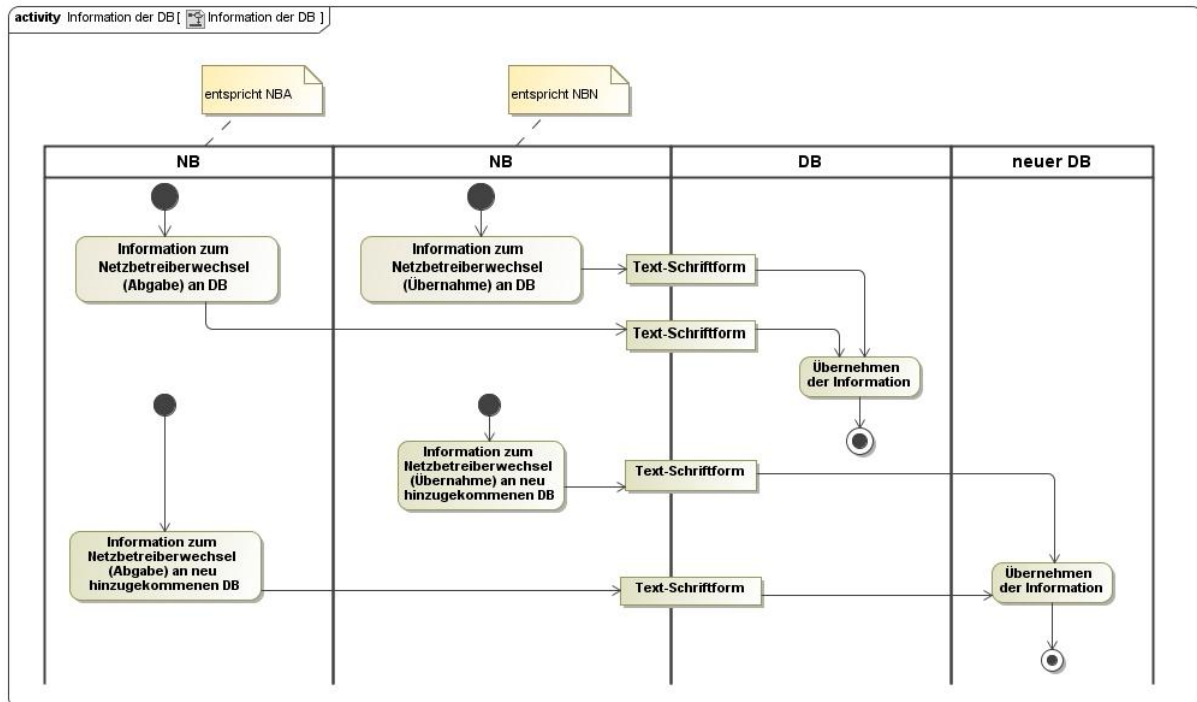 activity Information der DB [ Information der DB ]
entspricht NBA
entspricht NBN
NB
NB
DB
neuer DB
Information zum
Netzbetreiberwechsel
(Abgabe) an DB
Information zum
Netzbetreiberwechsel
(Übernahme) an DB
Text-Schriftform
Text-Schriftform
Übernehmen
der Information
Information zum
Netzbetreiberwechsel
(Übernahme) an neu
hinzugekommenen DB
Text-Schriftform
Information zum
Netzbetreiberwechsel
(Abgabe) an neu
hinzugekommenen DB
Text-Schriftform
Übernehmen
der Information